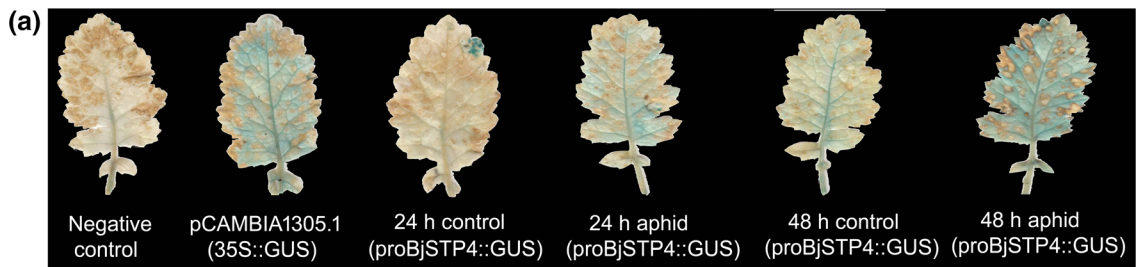 (a)
Negative
control
pCAMBIA1305.1
(35S::GUS)
24 h control
(proBjSTP4::GUS)
24 h aphid
(proBjSTP4::GUS)
48 h control
(proBjSTP4::GUS)
48 h aphid
(proBjSTP4::GUS)